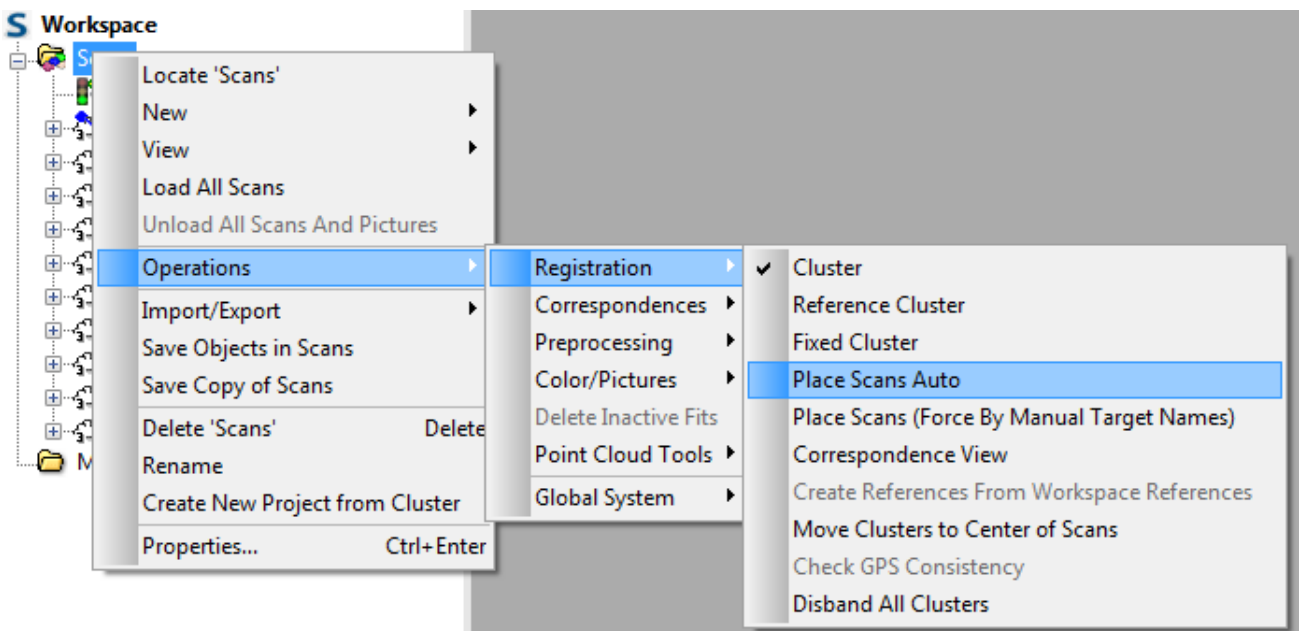 S Workspace
Locate 'Scans'
New
View
Load All Scans
Unload All Scans And Pictures
Operations
Import/Export
Save Objects in Scans
Save Copy of Scans
Delete 'Scans' Delete
Rename
Create New Project from Cluster
Properties... Ctrl+Enter
Registration
Correspondences
Preprocessing
Color/Pictures
Delete Inactive Fits
Point Cloud Tools
Global System
Cluster
Reference Cluster
Fixed Cluster
Place Scans Auto
Place Scans (Force By Manual Target Names)
Correspondence View
Create References From Workspace References
Move Clusters to Center of Scans
Check GPS Consistency
Disband All Clusters